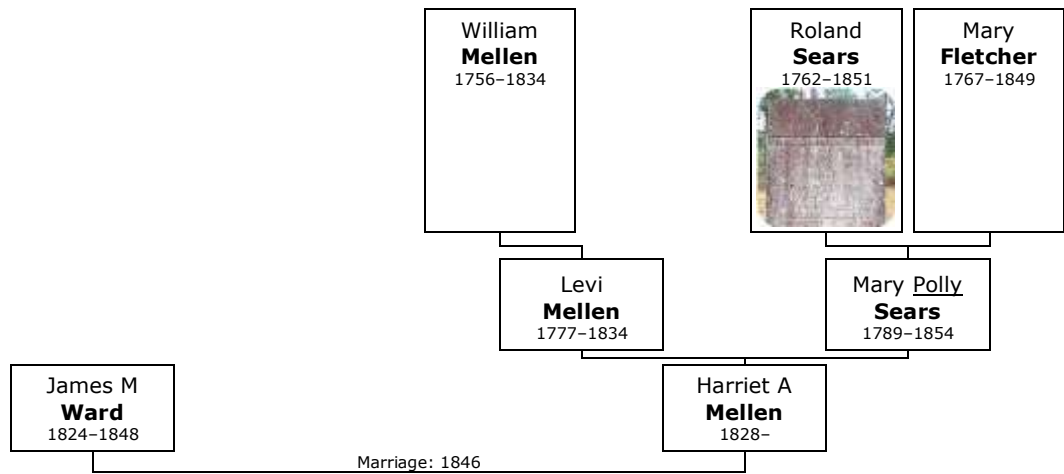 William
Mellen
1756–1834
Roland
Sears
1762–1851
Mary
Fletcher
1767–1849
Levi
Mellen
1777–1834
Mary Polly
Sears
1789–1854
James M
Ward
1824–1848
Harriet A
Mellen
1828–
Marriage: 1846